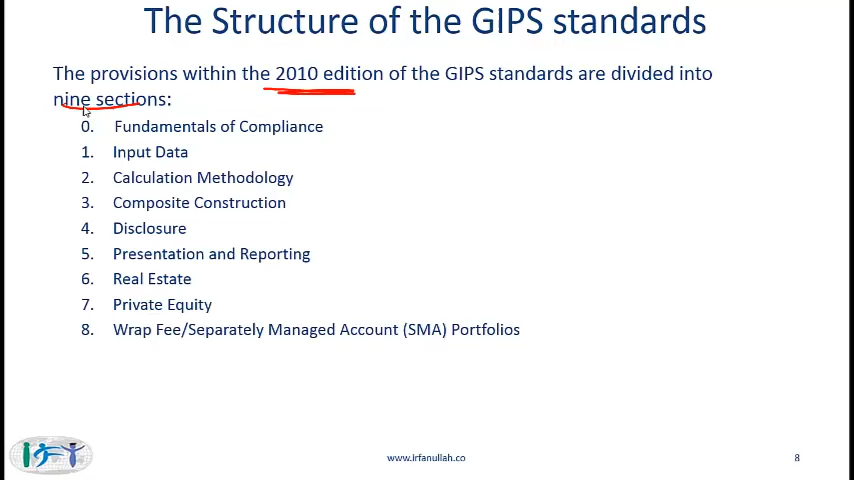 The Structure of the GIPS standards
The provisions within the 2010 edition of the GIPS standards are divided into
nine sections:
0. Fundamentals of Compliance
1. Input Data
2. Calculation Methodology
3. Composite Construction
4. Disclosure
5. Presentation and Reporting
6. Real Estate
7. Private Equity
8. Wrap Fee/Separately Managed Account (SMA) Portfolios
www.irfanullah.co
8